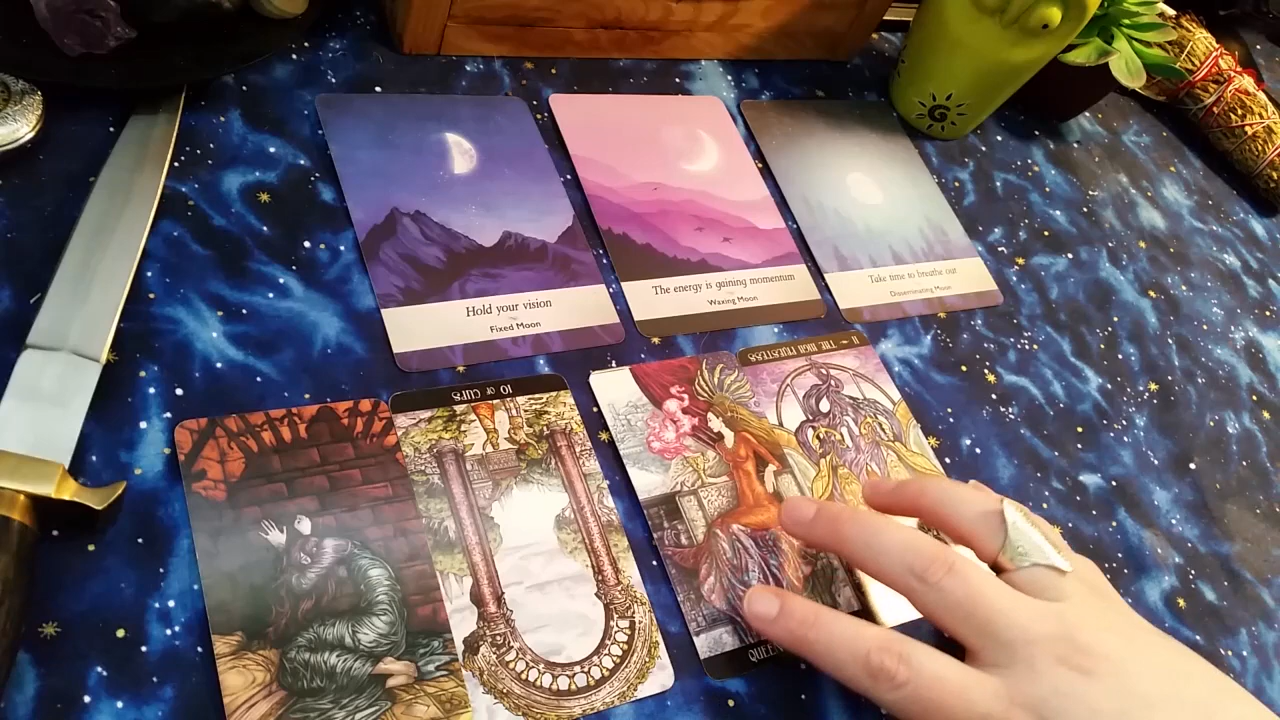 Hold your vision
Fixed Moon
The energy is gaining momentum
Waxing Moon
Take time to breathe out
Disseminating Moon
10 OF CUPS
II THE HIGH PRIESTESS
QUEEN